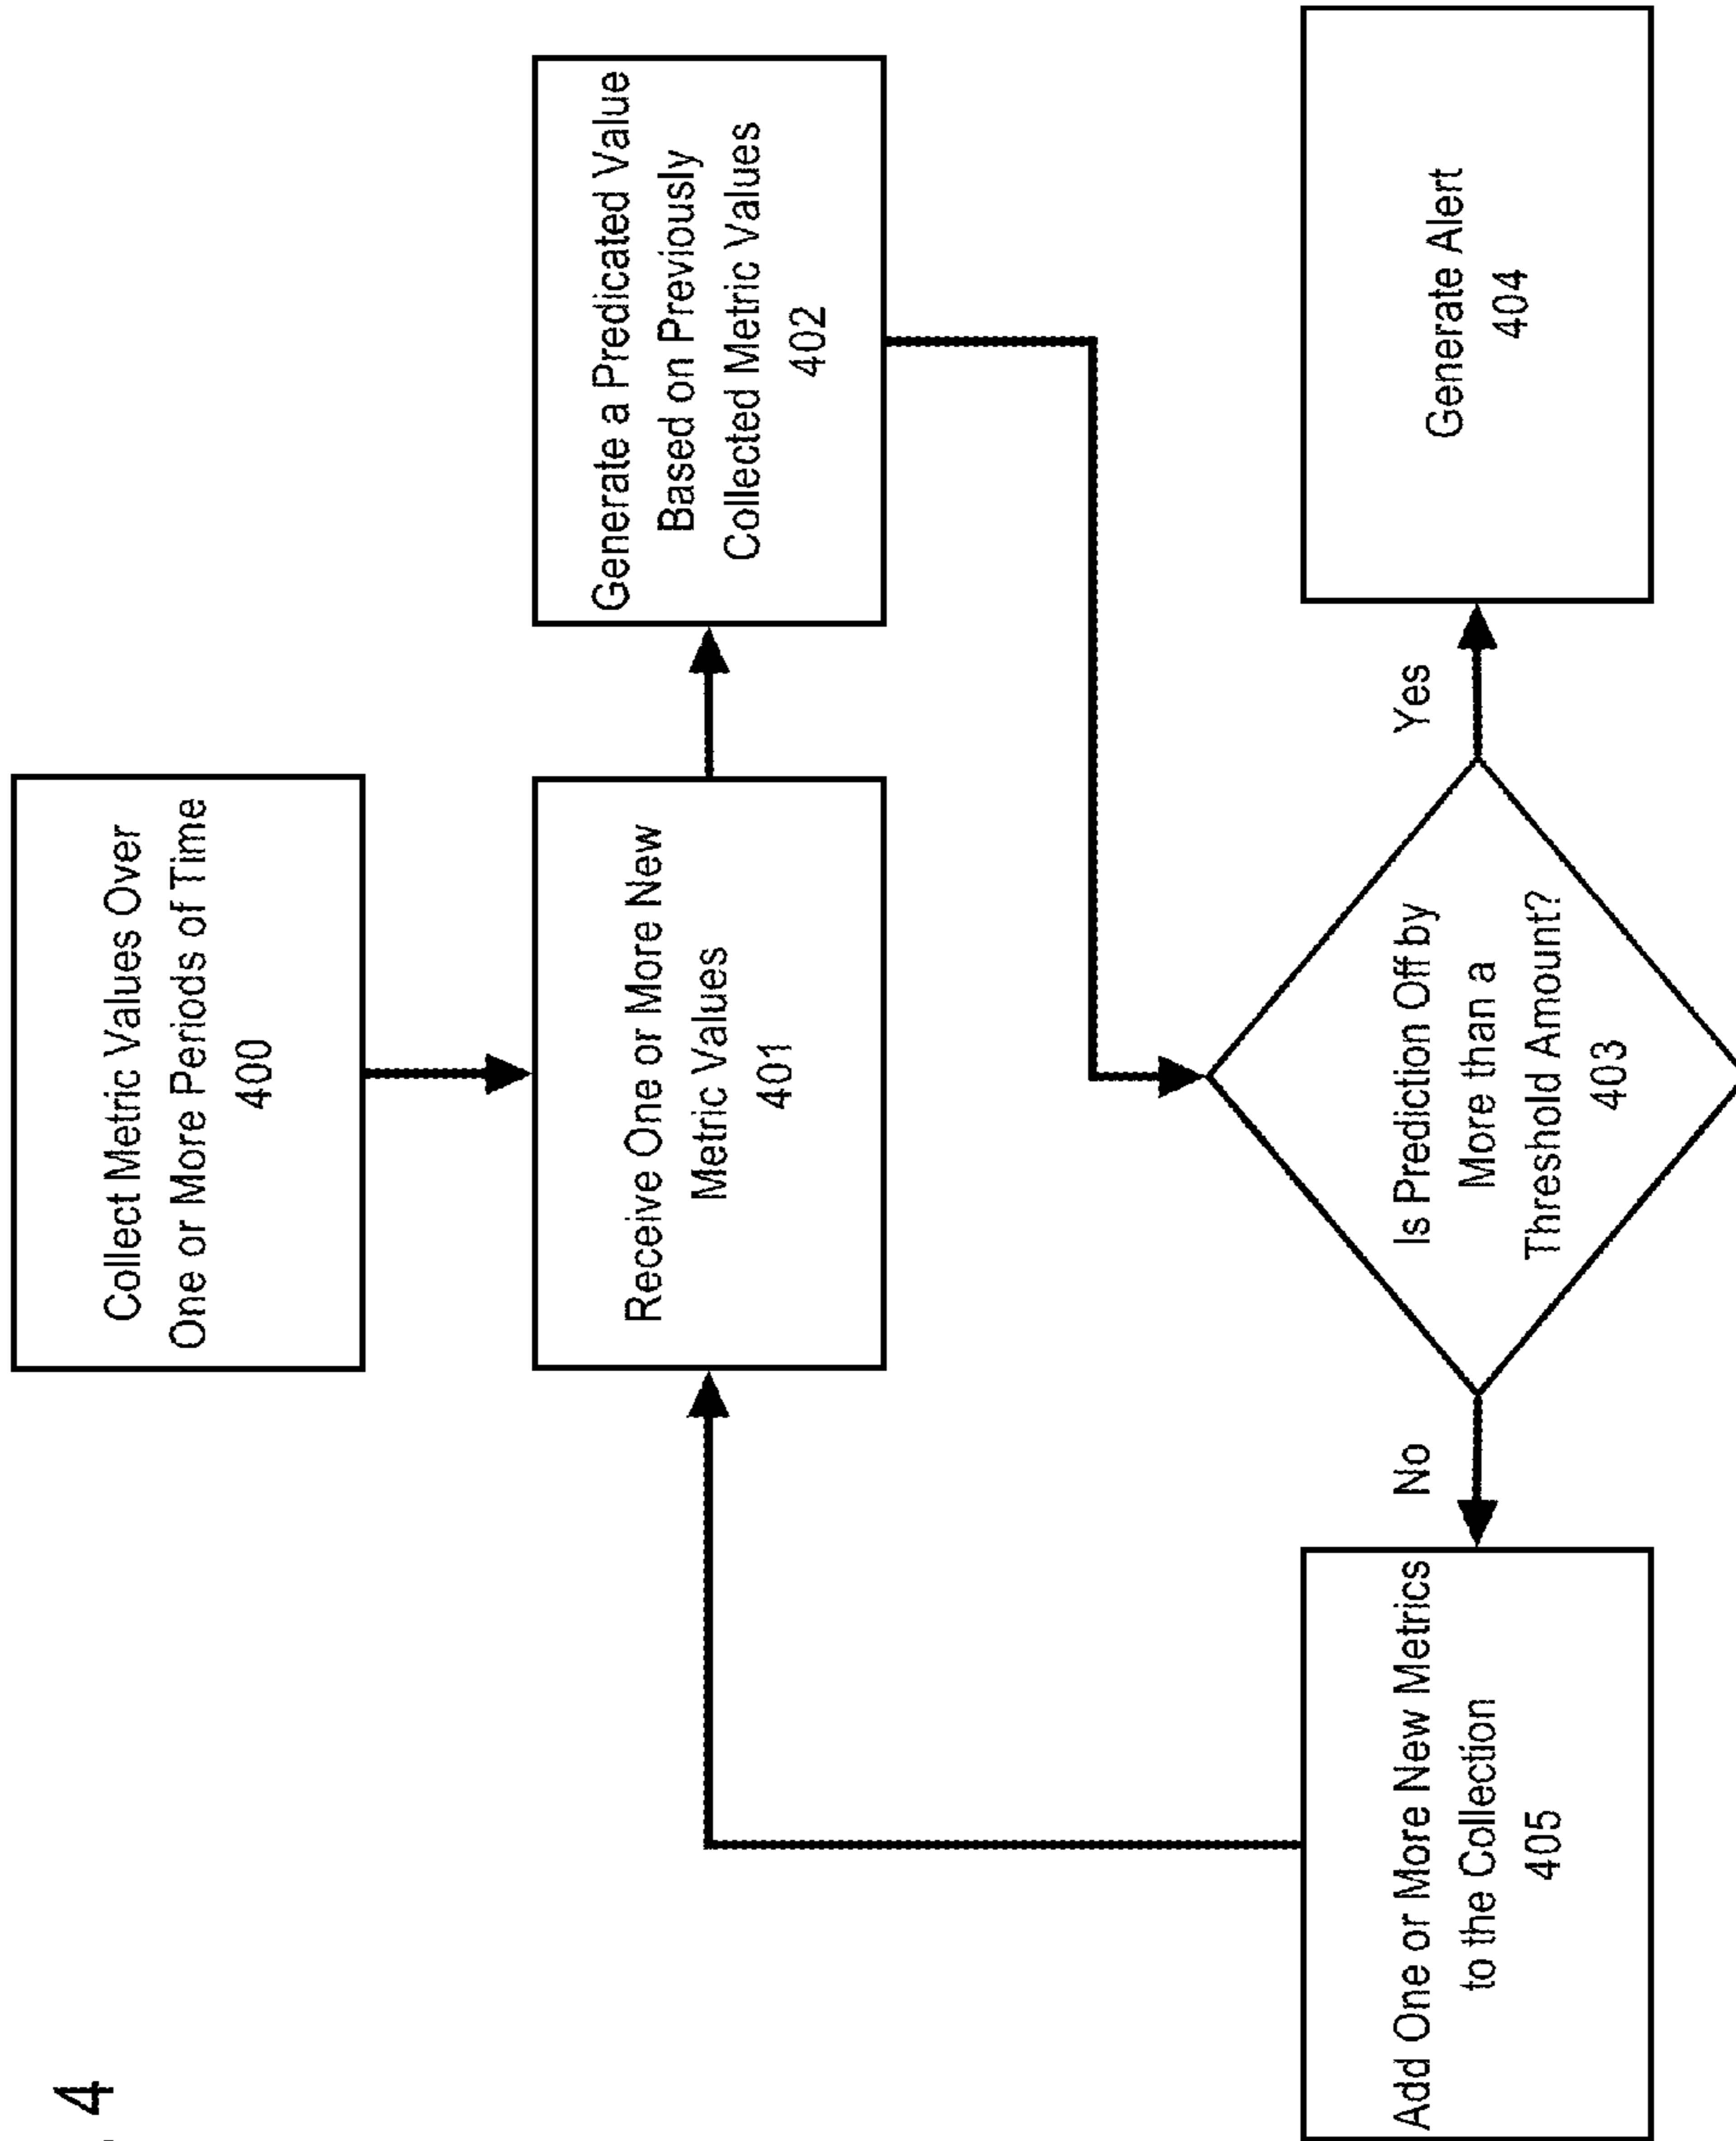 4
Collect Metric Values Over
One or More Periods of Time
400
Receive One or More New
Metric Values
401
Generate a Predicated Value
Based on Previously
Collected Metric Values
402
Is Prediction Off by
More than a
Threshold Amount?
403
Yes
Generate Alert
404
No
Add One or More New Metrics
to the Collection
405